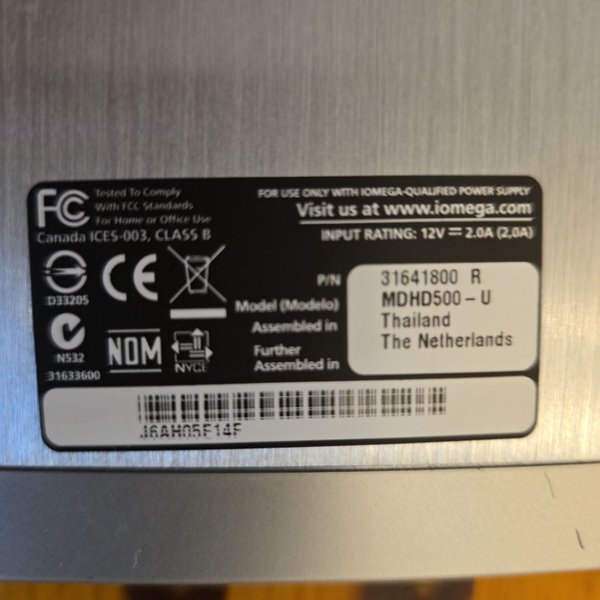 FC
Tested To Comply
With FCC Standards
For Home or Office Use
Canada ICES-003, CLASS B
FOR USE ONLY WITH IOMEGA-QUALIFIED POWER SUPPLY
Visit us at www.iomega.com
INPUT RATING: 12V ⎓ 2.0A (2,0A)
D33205
CE
N532
31633600
NOM
NYCE
P/N 31641800 R
Model (Modelo) MDHD500-U
Assembled in Thailand
Further
Assembled in The Netherlands
J6AH05E14F